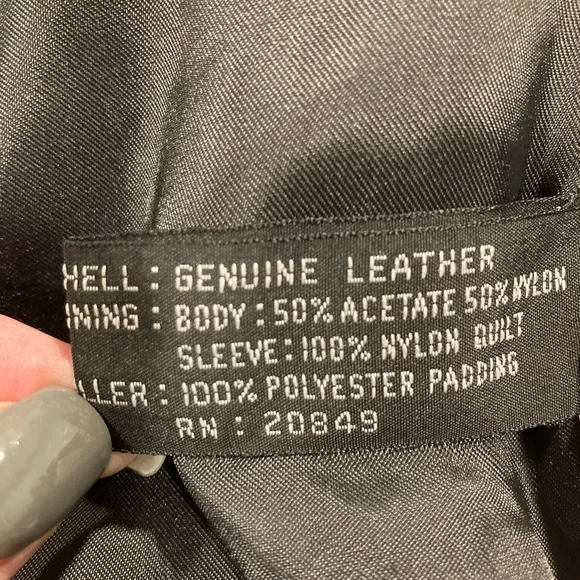 HELL: GENUINE LEATHER
INING: BODY: 50% ACETATE 50% NYLON
SLEEVE: 100% NYLON QUILT
LLER: 100% POLYESTER PADDING
RN: 20849